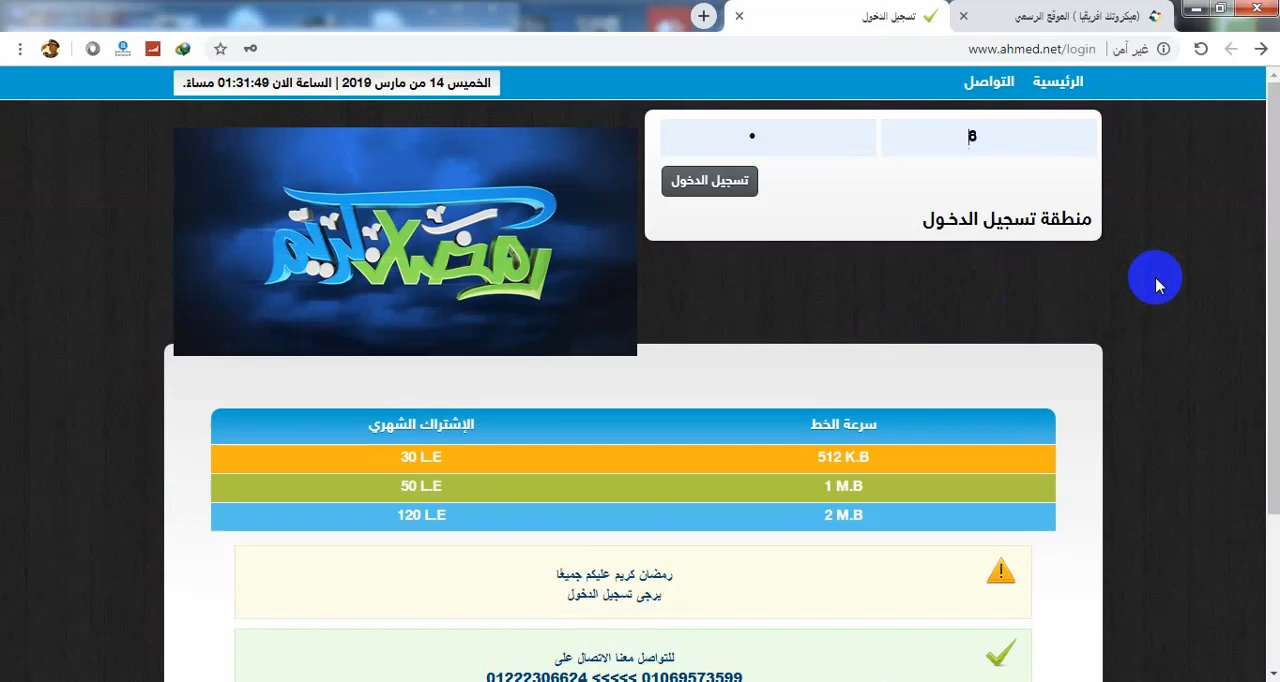 (ميكروتك افريقيا ) الموقع الرسمي
تسجيل الدخول
غير آمن
www.ahmed.net/login
الرئيسية
التواصل
الخميس 14 من مارس 2019 | الساعة الان 01:31:49 مساءً.
8
تسجيل الدخول
منطقة تسجيل الدخول
رمضان كريم
سرعة الخط الإشتراك الشهري
512 K.B 30 L.E
1 M.B 50 L.E
2 M.B 120 L.E
رمضان كريم عليكم جميعًا
يرجى تسجيل الدخول
للتواصل معنا الاتصال على
01222306624 <<<<< 01069573599